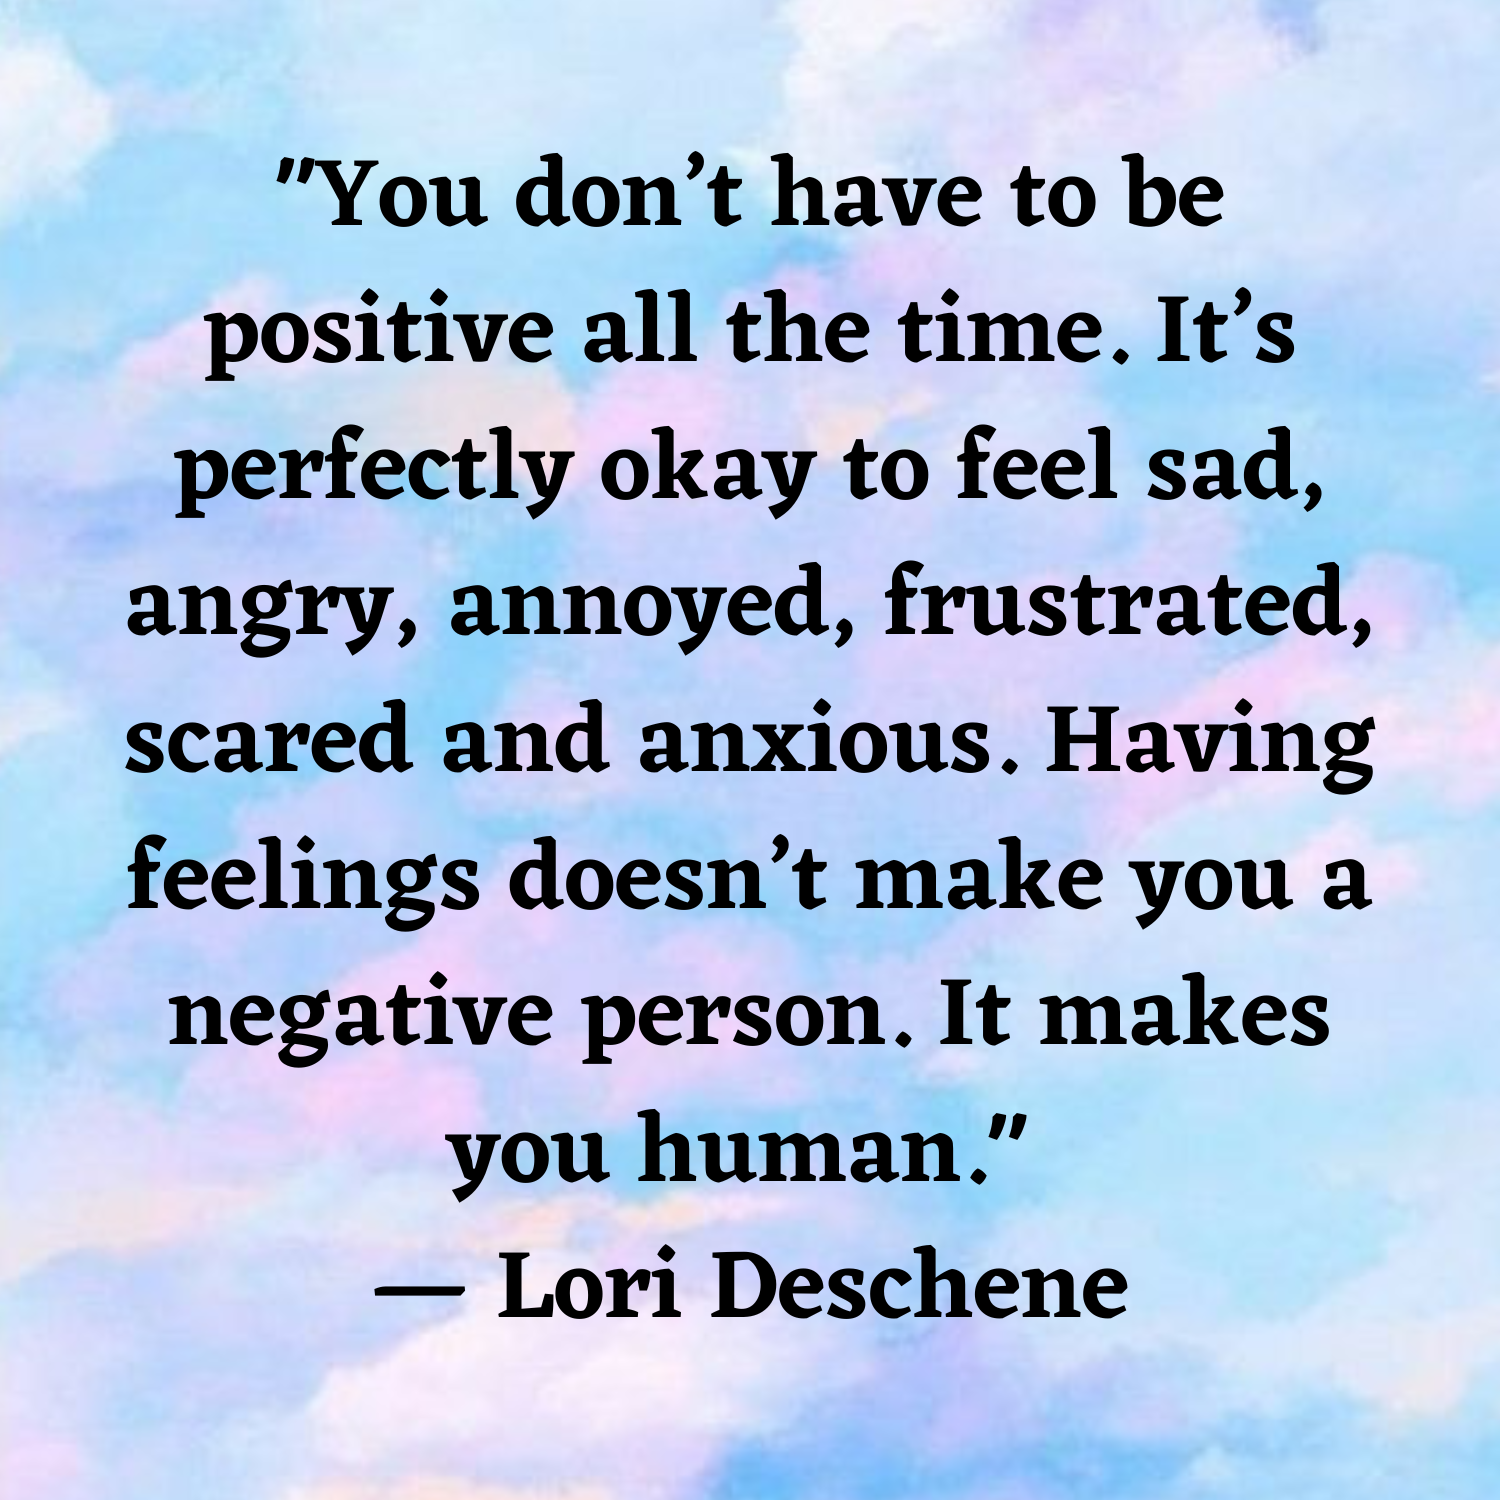 "You don’t have to be
positive all the time. It’s
perfectly okay to feel sad,
angry, annoyed, frustrated,
scared and anxious. Having
feelings doesn’t make you a
negative person. It makes
you human."
— Lori Deschene